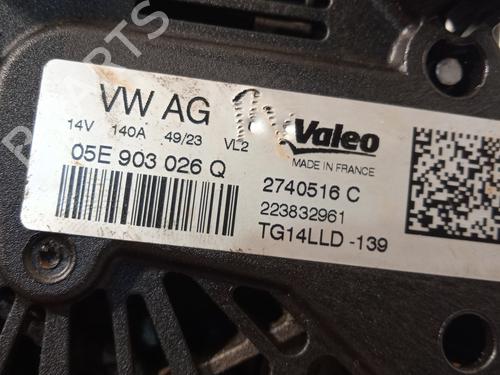 VW AG
14V 140A 49/23 VL2
05E 903 026 Q
Valeo
MADE IN FRANCE
2740516 C
223832961
TG14LLD -139